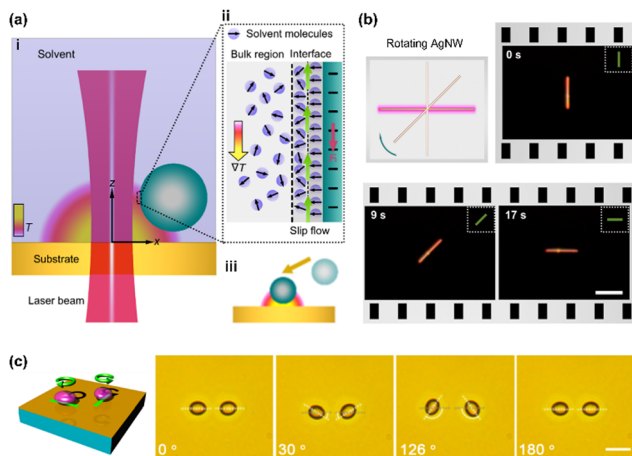 (a)
i
Solvent
T
z
x
Substrate
Laser beam
ii
Solvent molecules
Bulk region
Interface
∇T
Slip flow
iii
(b)
Rotating AgNW
0 s
9 s
17 s
(c)
0 °
30 °
126 °
180 °